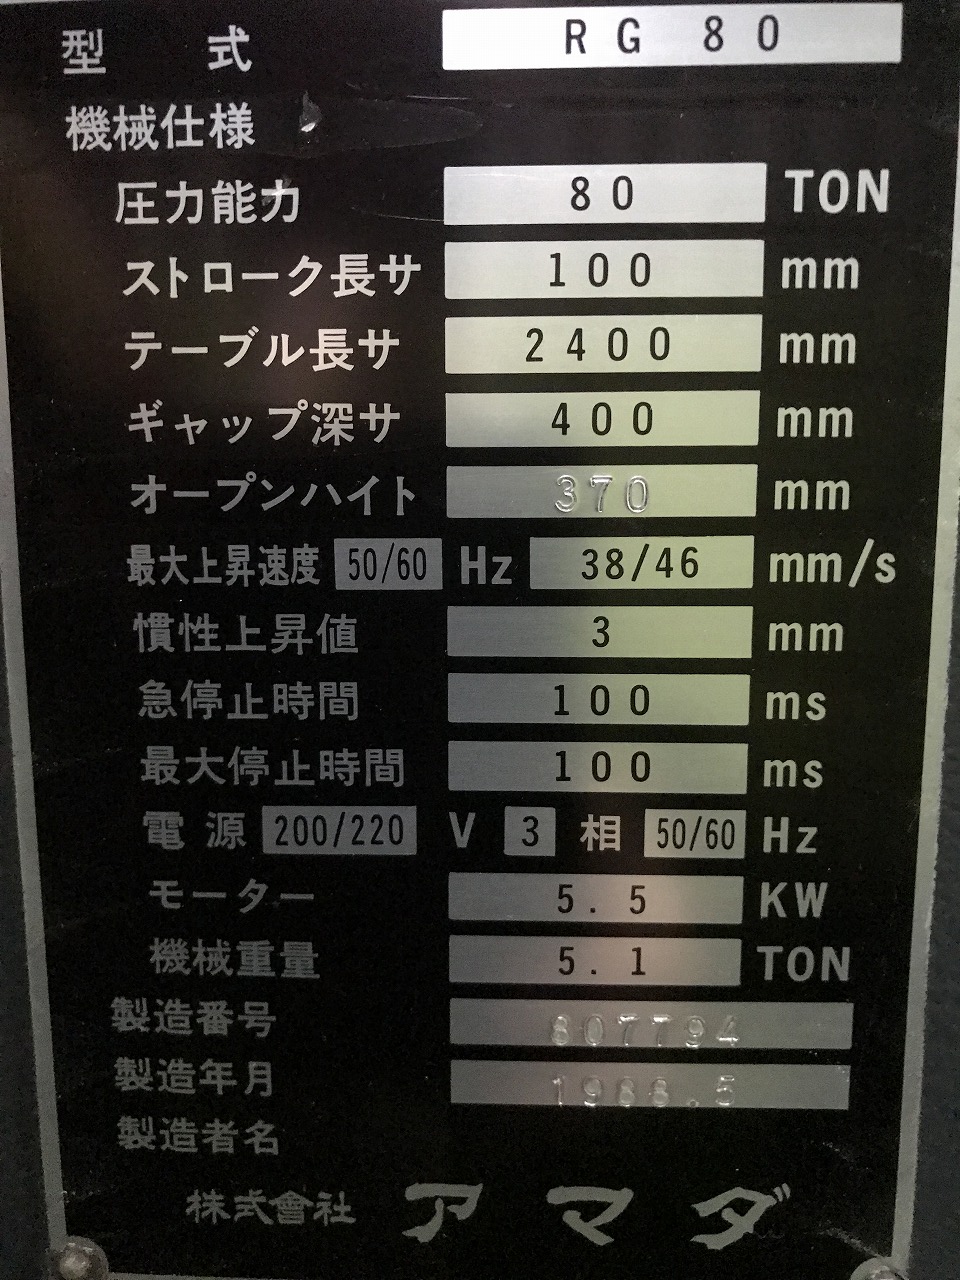 型 式 RG 80
機械仕様
圧力能力 80 TON
ストローク長サ 100 mm
テーブル長サ 2400 mm
ギャップ深サ 400 mm
オープンハイト 370 mm
最大上昇速度 50/60 Hz 38/46 mm/s
慣性上昇値 3 mm
急停止時間 100 ms
最大停止時間 100 ms
電源 200/220 V 3 相 50/60 Hz
モーター 5.5 KW
機械重量 5.1 TON
製造番号 807794
製造年月 1988.5
製造者名
株式會社 アマダ